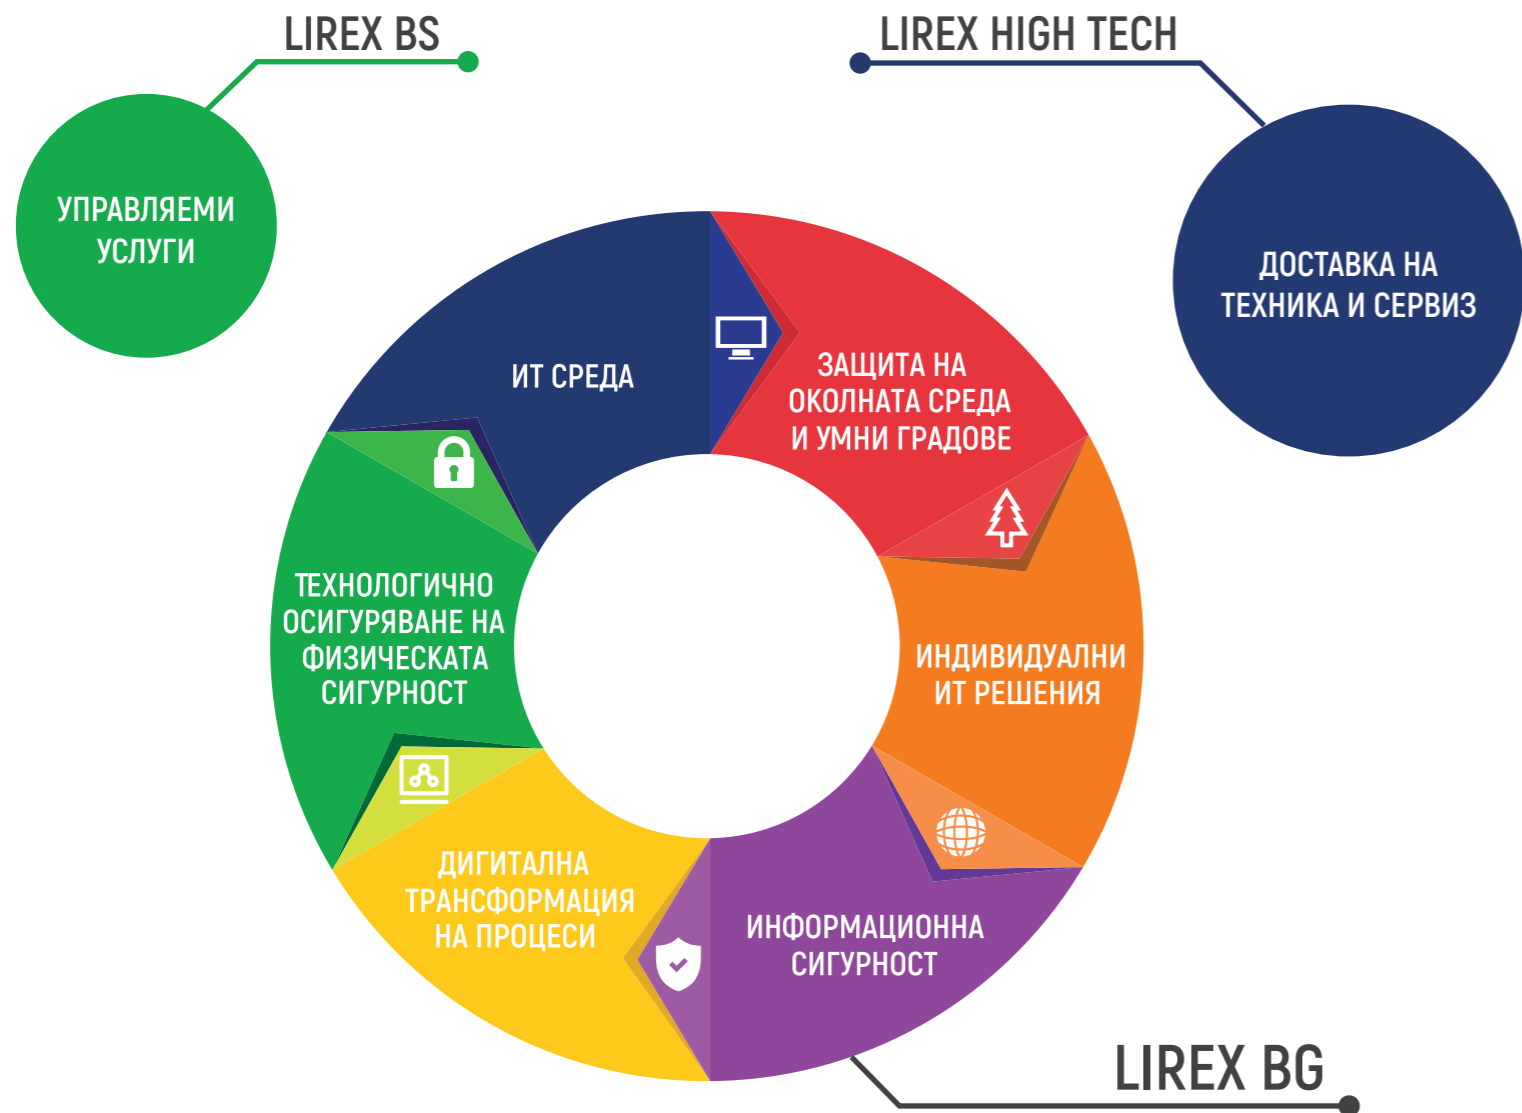 LIREX BS
LIREX HIGH TECH
УПРАВЛЯЕМИ
УСЛУГИ
ДОСТАВКА НА
ТЕХНИКА И СЕРВИЗ
ИТ СРЕДА
ЗАЩИТА НА
ОКОЛНАТА СРЕДА
И УМНИ ГРАДОВЕ
ТЕХНОЛОГИЧНО
ОСИГУРЯВАНЕ НА
ФИЗИЧЕСКАТА
СИГУРНОСТ
ИНДИВИДУАЛНИ
ИТ РЕШЕНИЯ
ДИГИТАЛНА
ТРАНСФОРМАЦИЯ
НА ПРОЦЕСИ
ИНФОРМАЦИОННА
СИГУРНОСТ
LIREX BG